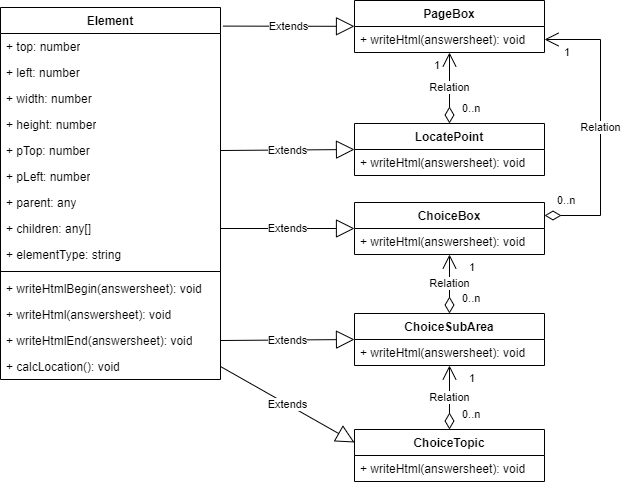 Element
+ top: number
+ left: number
+ width: number
+ height: number
+ pTop: number
+ pLeft: number
+ parent: any
+ children: any[]
+ elementType: string
+ writeHtmlBegin(answersheet): void
+ writeHtml(answersheet): void
+ writeHtmlEnd(answersheet): void
+ calcLocation(): void
Extends
Extends
Extends
Extends
Extends
PageBox
+ writeHtml(answersheet): void
1
Relation
0..n
LocatePoint
+ writeHtml(answersheet): void
1
Relation
0..n
ChoiceBox
+ writeHtml(answersheet): void
1
Relation
0..n
ChoiceSubArea
+ writeHtml(answersheet): void
1
Relation
0..n
ChoiceTopic
+ writeHtml(answersheet): void